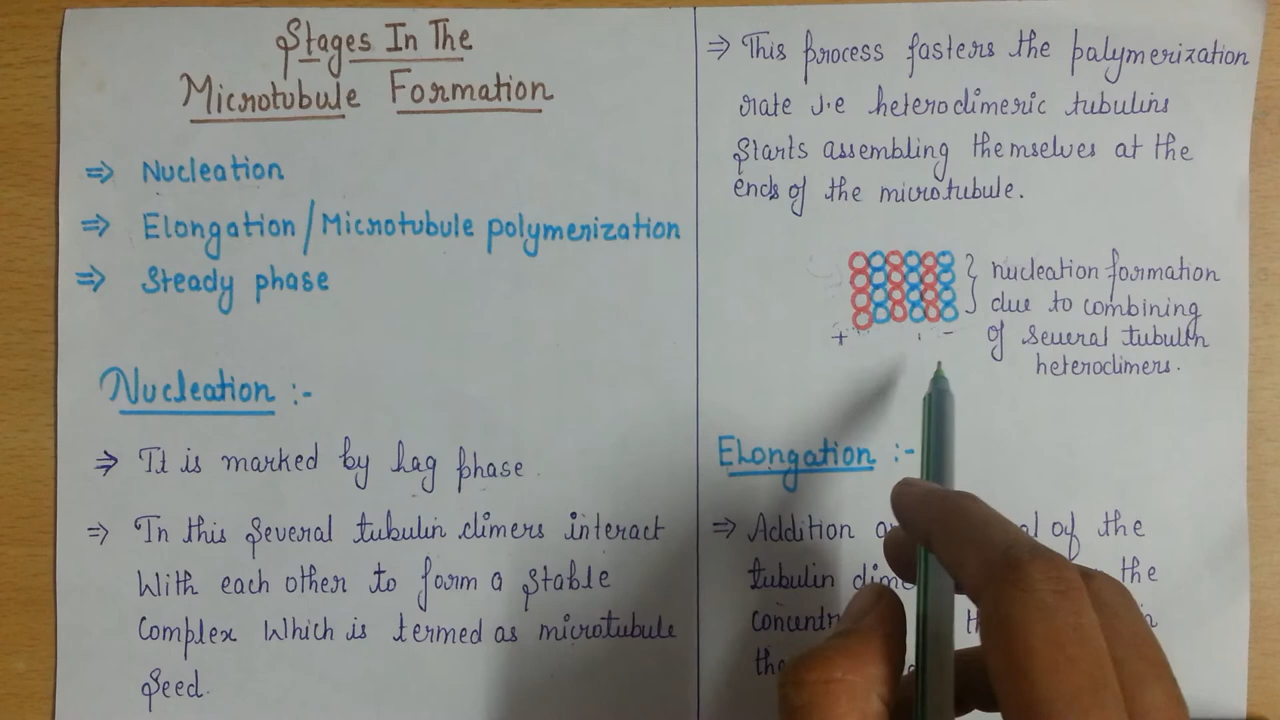 Stages In The
Microtubule Formation
⇒ Nucleation
⇒ Elongation/Microtubule polymerization
⇒ Steady phase
Nucleation :-
⇒ It is marked by lag phase
⇒ In this several tubulin dimers interact
With each other to form a stable
Complex Which is termed as microtubule
seed.
⇒ This process fasters the polymerization
rate i.e heterodimeric tubulins
starts assembling themselves at the
ends of the microtubule.
nucleation formation
due to combining
of several tubulin
heterodimers.
+ -
Elongation :-
⇒ Addition of the
tubulin the